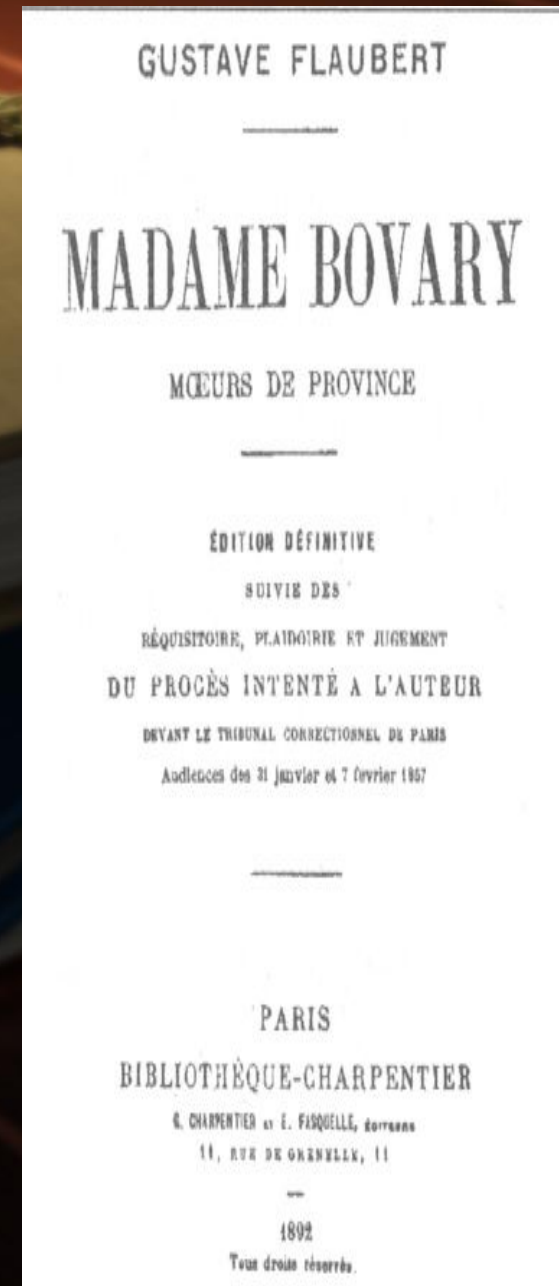 GUSTAVE FLAUBERT
MADAME BOVARY
MŒURS DE PROVINCE
ÉDITION DÉFINITIVE
SUIVIE DES
RÉQUISITOIRE, PLAIDOIRIE ET JUGEMENT
DU PROCÈS INTENTÉ A L'AUTEUR
DEVANT LE TRIBUNAL CORRECTIONNEL DE PARIS
Audiences des 31 janvier et 7 fevrier 1857
PARIS
BIBLIOTHÈQUE-CHARPENTIER
G. CHARPENTIER ET E. FASQUELLE, ÉDITEURS
11, RUE DE GRENELLE, 11
1892
Tous droits réservés.